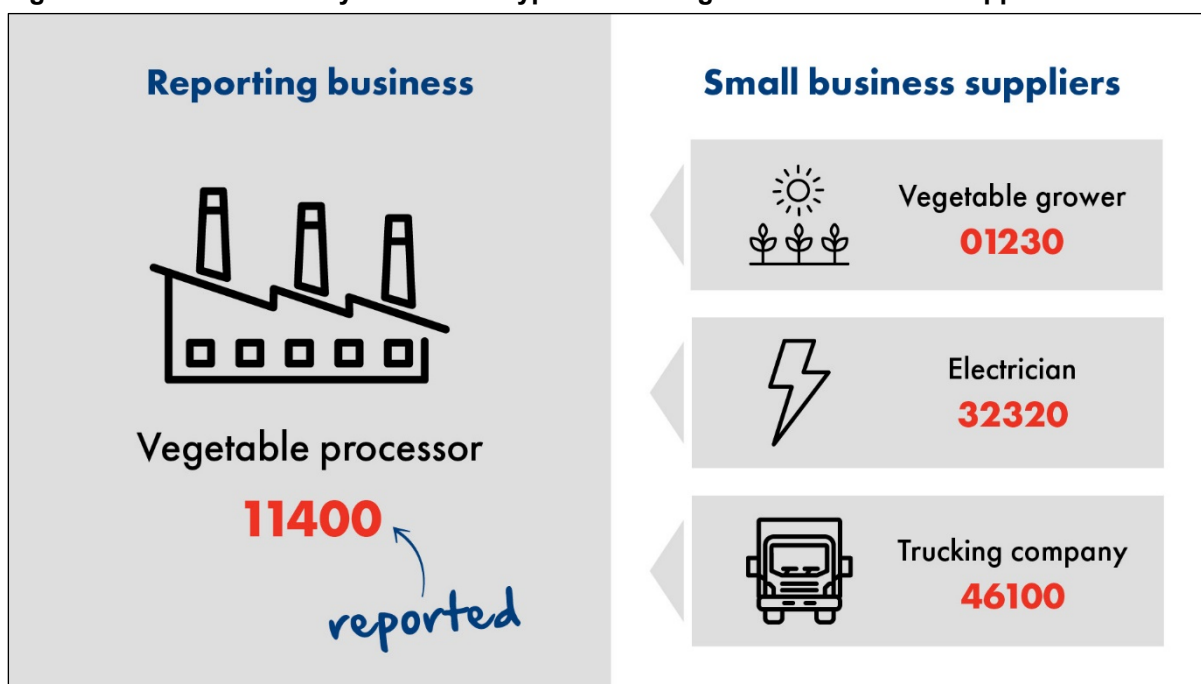 Reporting business
Vegetable processor
11400
reported
Small business suppliers
Vegetable grower
01230
Electrician
32320
Trucking company
46100